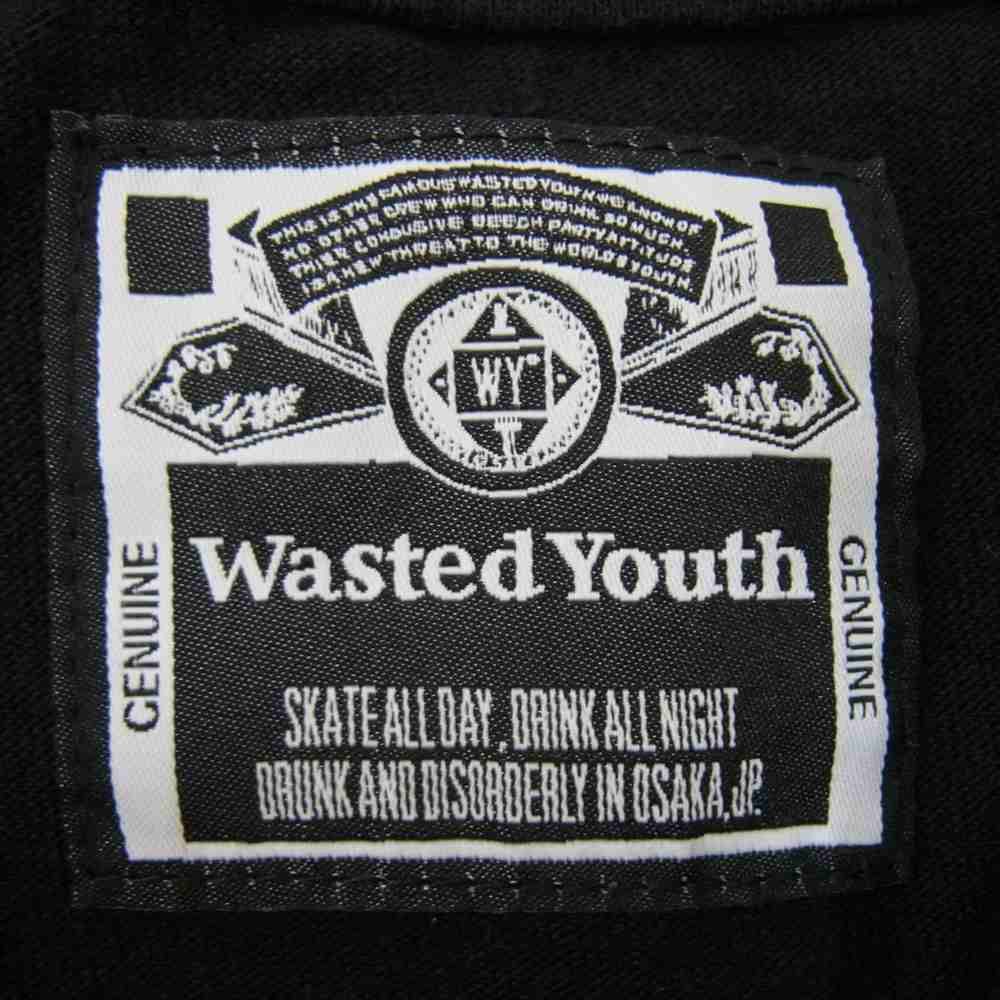 THIS IS THE FAMOUS WASTED YOUTH WE KNOW OF
NO OTHER CREW WHO CAN DRINK SO MUCH.
THIER CONDUSIVE BEECH PARTY ATTITUDE
IS A NEW THREAT TO THE WORLDS YOUTH.
WY
GENUINE
Wasted Youth
GENUINE
SKATE ALL DAY, DRINK ALL NIGHT
DRUNK AND DISORDERLY IN OSAKA, JP.